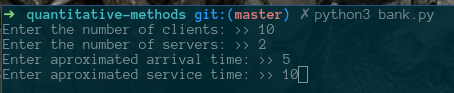 ➜ quantitative-methods git:(master) ✗ python3 bank.py
Enter the number of clients: >> 10
Enter the number of servers: >> 2
Enter aproximated arrival time: >> 5
Enter aproximated service time: >> 10